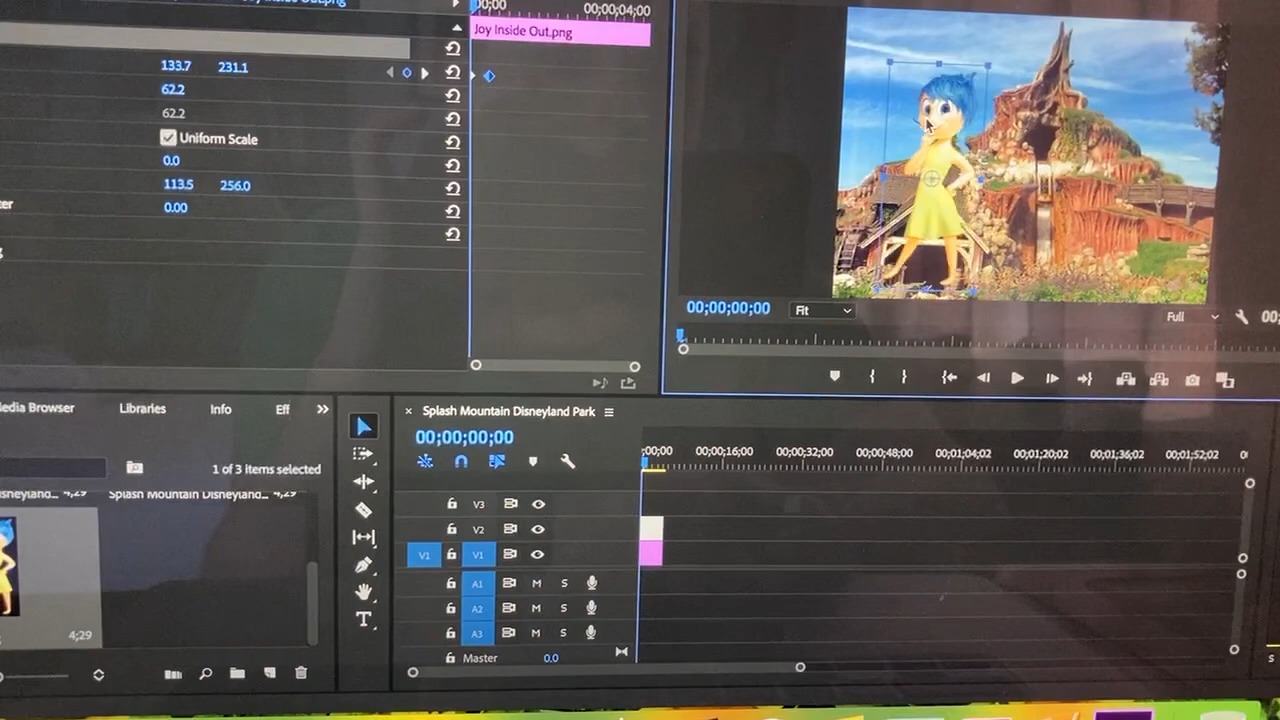 00;00
00;00;04;00
Joy Inside Out.png
133.7 231.1
62.2
62.2
Uniform Scale
0.0
113.5 256.0
0.00
00;00;00;00
Fit
Full
Media Browser
Libraries
Info
Eff
1 of 3 items selected
Splash Mountain Disneyland... 4;29
4;29
× Splash Mountain Disneyland Park
00;00;00;00
;00;00 00;00;16;00 00;00;32;00 00;00;48;00 00;01;04;02 00;01;20;02 00;01;36;02 00;01;52;02
V3
V2
V1 V1
A1 M S
A2 M S
A3 M S
Master 0.0
T